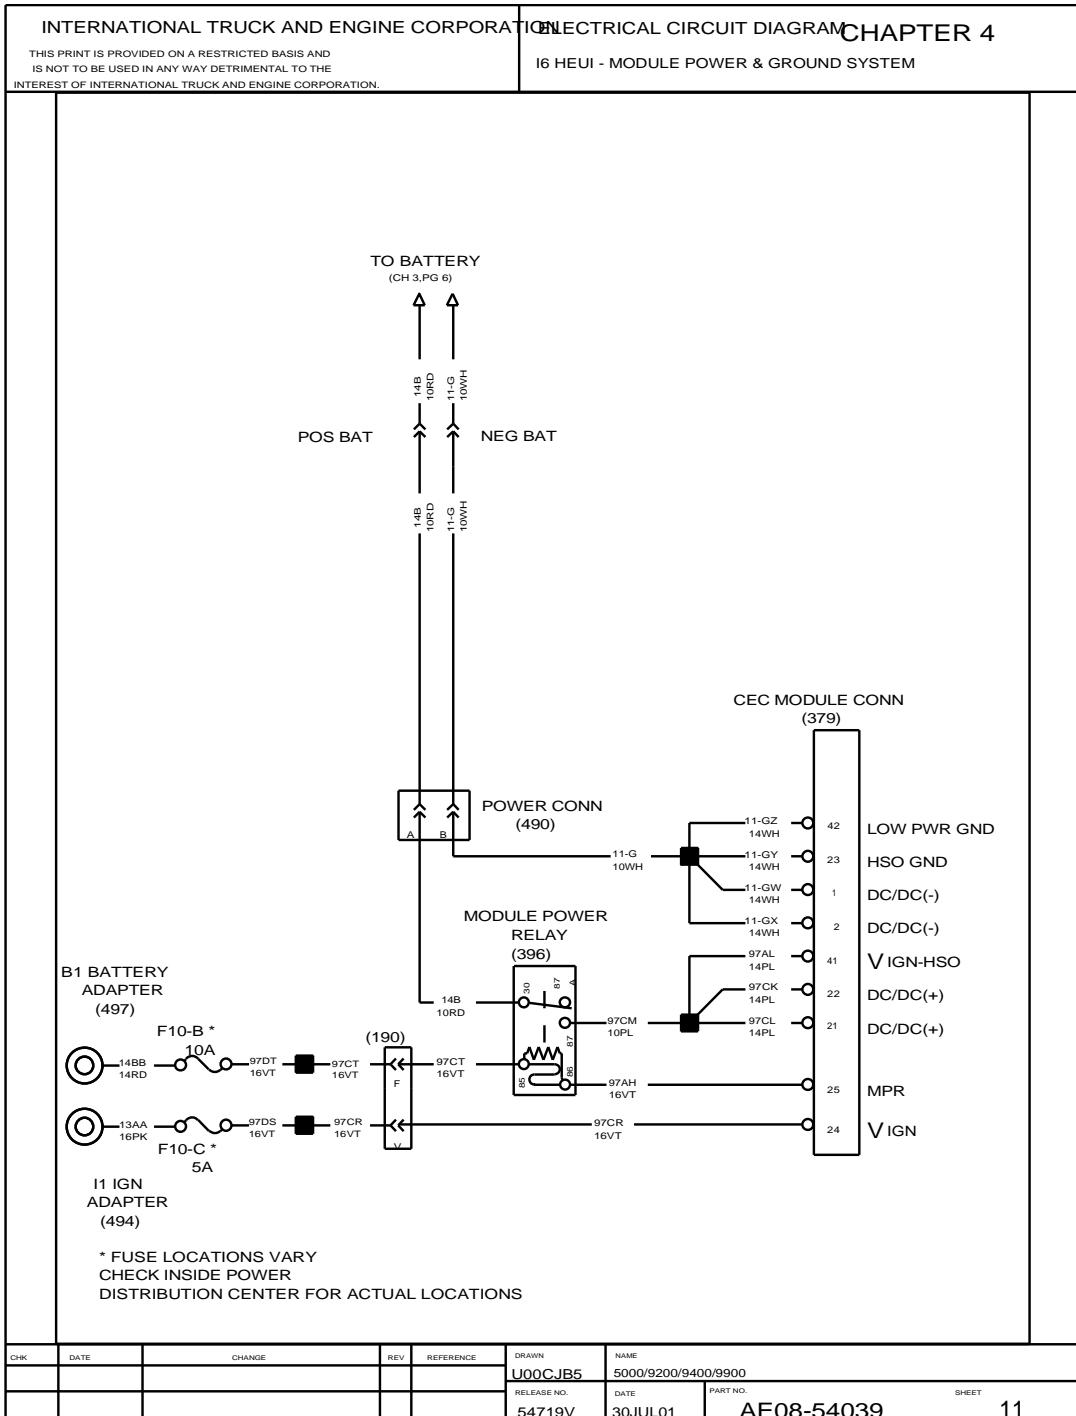 INTERNATIONAL TRUCK AND ENGINE CORPORATION
THIS PRINT IS PROVIDED ON A RESTRICTED BASIS AND
IS NOT TO BE USED IN ANY WAY DETRIMENTAL TO THE
INTEREST OF INTERNATIONAL TRUCK AND ENGINE CORPORATION.
ELECTRICAL CIRCUIT DIAGRAM
CHAPTER 4
I6 HEUI - MODULE POWER & GROUND SYSTEM
TO BATTERY
(CH 3,PG 6)
14B
10RD
11-G
10WH
POS BAT
NEG BAT
14B
10RD
11-G
10WH
CEC MODULE CONN
(379)
POWER CONN
(490)
A
B
11-G
10WH
11-GZ
14WH
42
LOW PWR GND
11-GY
14WH
23
HSO GND
11-GW
14WH
1
DC/DC(-)
11-GX
14WH
2
DC/DC(-)
MODULE POWER
RELAY
(396)
97AL
14PL
41
V IGN-HSO
97CK
14PL
22
DC/DC(+)
97CL
14PL
21
DC/DC(+)
14B
10RD
30
87
A
97CM
10PL
87
85
86
B1 BATTERY
ADAPTER
(497)
F10-B *
10A
(190)
14BB
14RD
97DT
16VT
97CT
16VT
F
97CT
16VT
97AH
16VT
25
MPR
13AA
16PK
97DS
16VT
97CR
16VT
V
97CR
16VT
24
V IGN
F10-C *
5A
I1 IGN
ADAPTER
(494)
* FUSE LOCATIONS VARY
CHECK INSIDE POWER
DISTRIBUTION CENTER FOR ACTUAL LOCATIONS
CHK
DATE
CHANGE
REV
REFERENCE
DRAWN
U00CJB5
NAME
5000/9200/9400/9900
RELEASE NO.
54719V
DATE
30JUL01
PART NO.
AE08-54039
SHEET
11